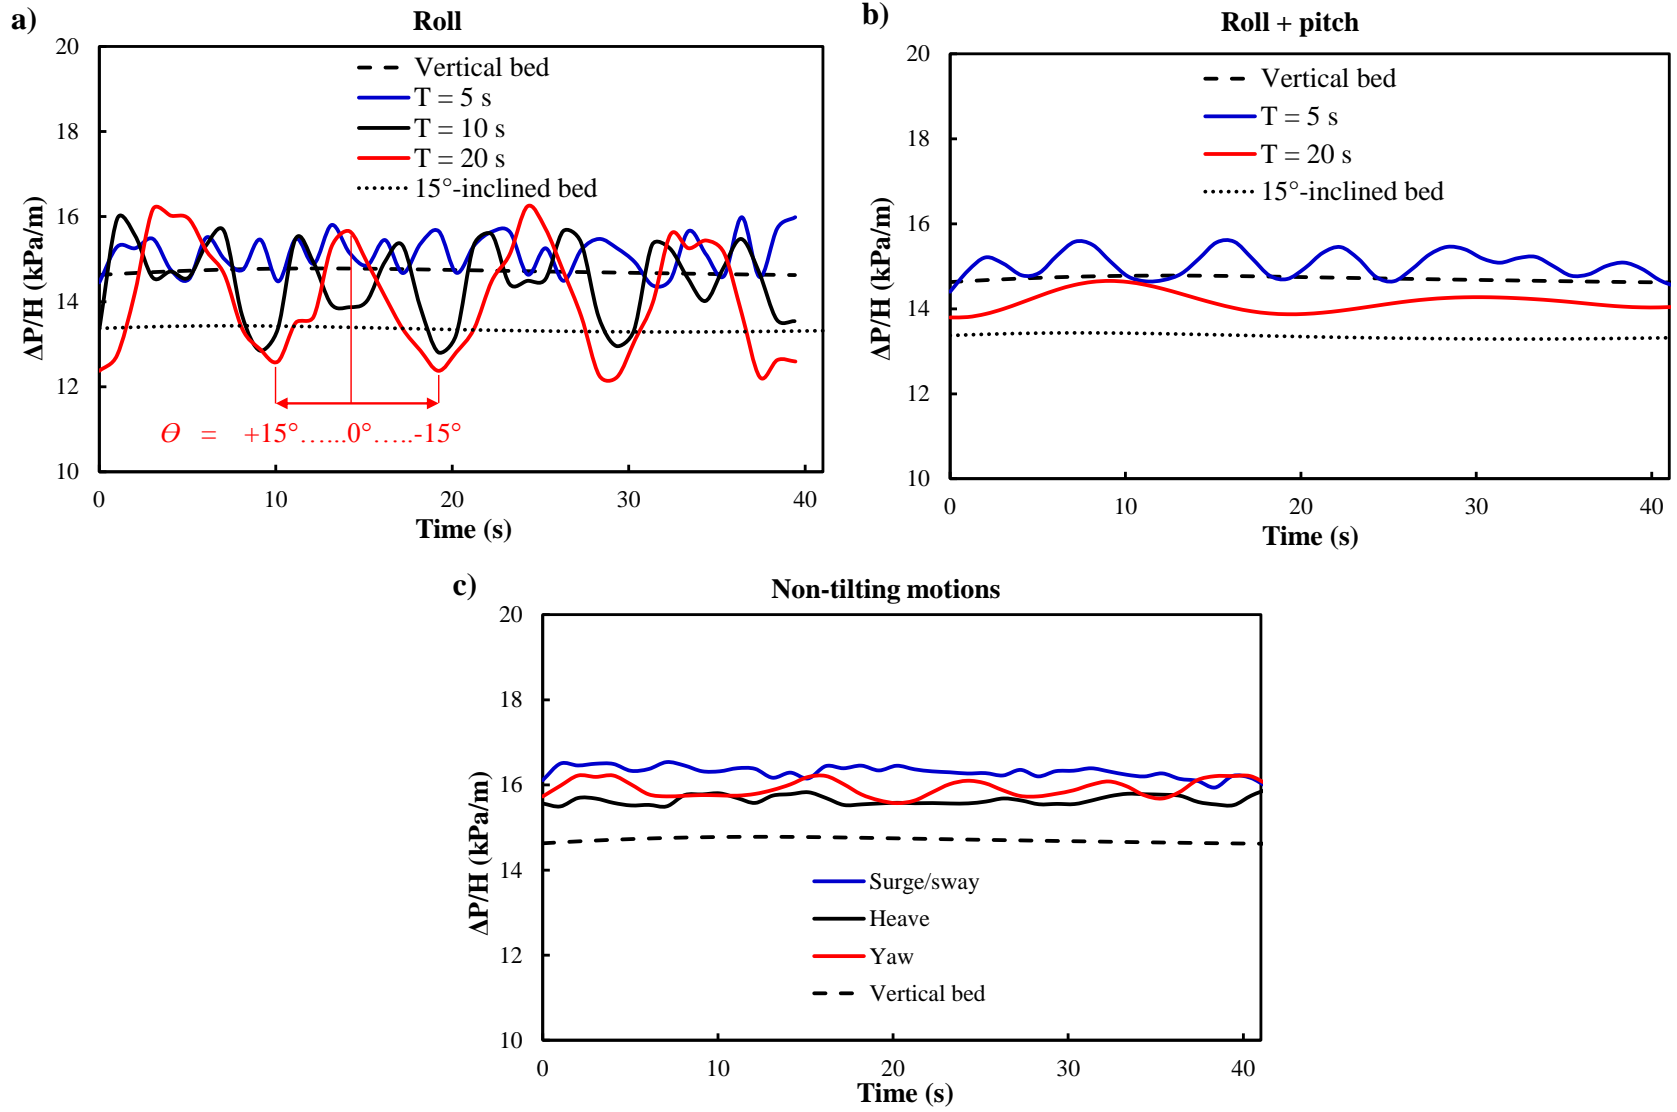 a)
Roll
ΔP/H (kPa/m)
20
18
16
14
12
10
Vertical bed
T = 5 s
T = 10 s
T = 20 s
15°-inclined bed
Ɵ = +15°…...0°…..-15°
0
10
20
30
40
Time (s)
b)
Roll + pitch
ΔP/H (kPa/m)
20
18
16
14
12
10
Vertical bed
T = 5 s
T = 20 s
15°-inclined bed
0
10
20
30
40
Time (s)
c)
Non-tilting motions
ΔP/H (kPa/m)
20
18
16
14
12
10
Surge/sway
Heave
Yaw
Vertical bed
0
10
20
30
40
Time (s)